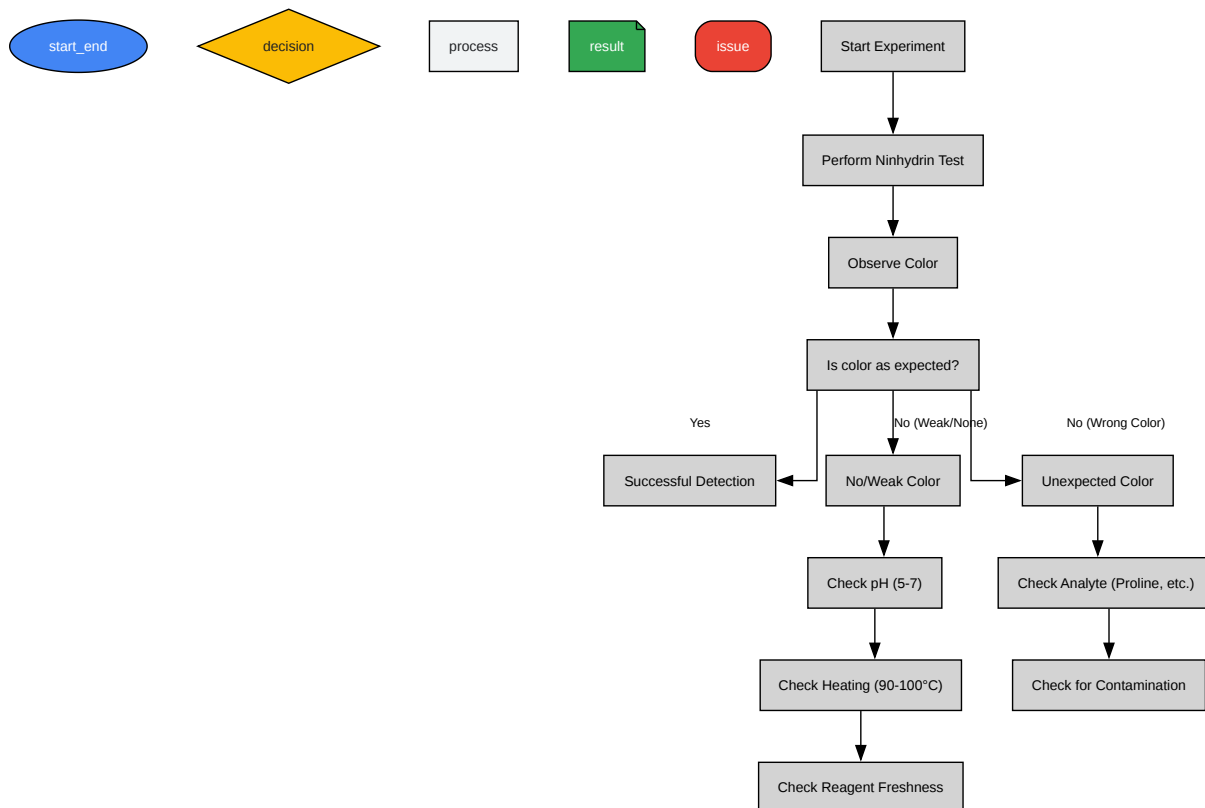 start_end
decision
process
result
issue
Start Experiment
Perform Ninhydrin Test
Observe Color
Is color as expected?
Yes
No (Weak/None)
No (Wrong Color)
Successful Detection
No/Weak Color
Unexpected Color
Check pH (5-7)
Check Analyte (Proline, etc.)
Check Heating (90-100°C)
Check for Contamination
Check Reagent Freshness